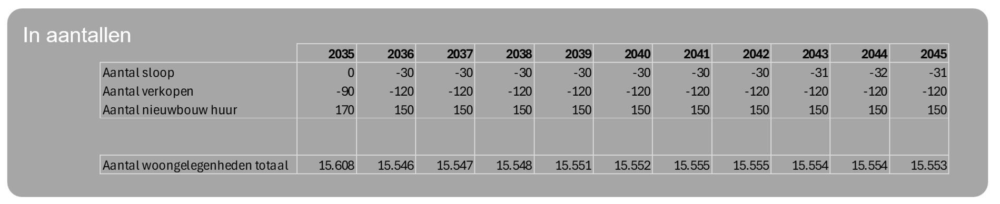 In aantallen
2035 2036 2037 2038 2039 2040 2041 2042 2043 2044 2045
Aantal sloop 0 -30 -30 -30 -30 -30 -30 -30 -31 -32 -31
Aantal verkopen -90 -120 -120 -120 -120 -120 -120 -120 -120 -120 -120
Aantal nieuwbouw huur 170 150 150 150 150 150 150 150 150 150 150
Aantal woongelegenheden totaal 15.608 15.546 15.547 15.548 15.551 15.552 15.555 15.555 15.554 15.554 15.553